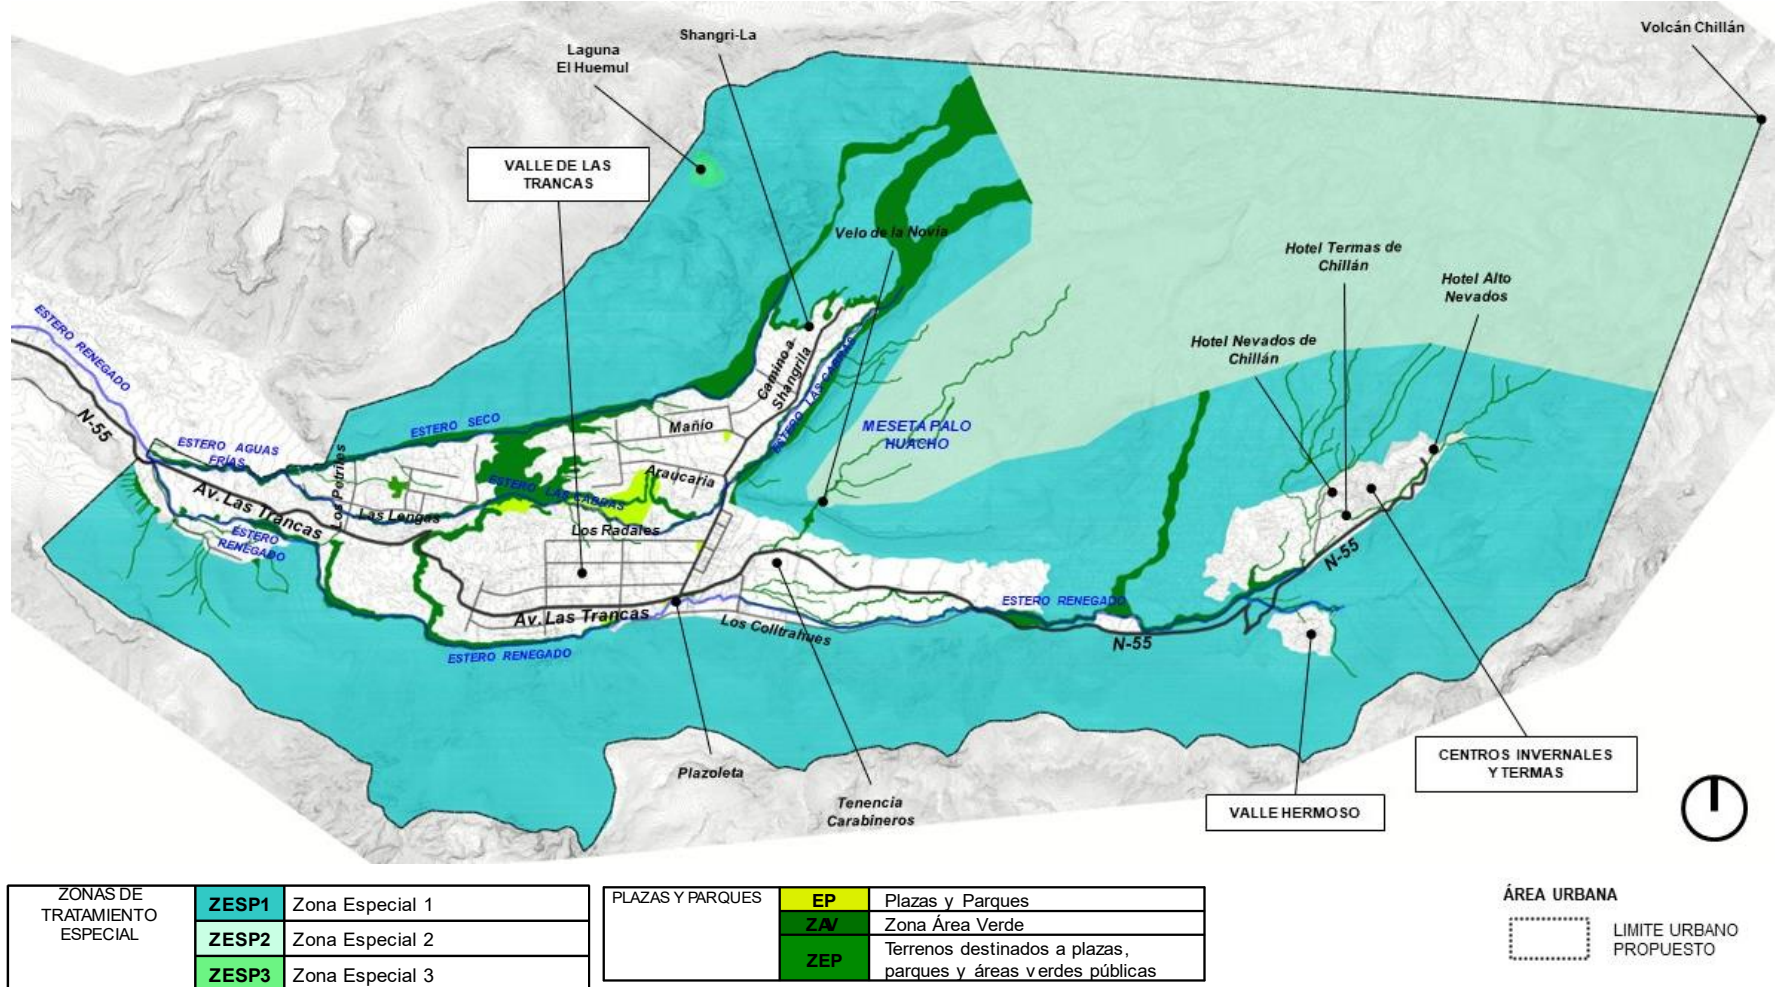 Shangri-La
Volcán Chillán
Laguna
El Huemul
VALLE DE LAS
TRANCAS
Velo de la Novia
Hotel Termas de
Chillán
Hotel Alto
Nevados
Hotel Nevados de
Chillán
ESTERO RENEGADO
N-55
Camino a
Shangrila
ESTERO LAS CABRAS
MESETA PALO
HUACHO
ESTERO SECO
Mañío
ESTERO AGUAS
FRÍAS
Los Petriles
Araucaria
ESTERO LAS CABRAS
Av. Las Trancas
Las Lengas
Los Radales
ESTERO
RENEGADO
N-55
ESTERO RENEGADO
Av. Las Trancas
Los Colltrahues
N-55
ESTERO RENEGADO
Plazoleta
Tenencia
Carabineros
CENTROS INVERNALES
Y TERMAS
VALLE HERMOSO
ZONAS DE
TRATAMIENTO
ESPECIAL
ZESP1 Zona Especial 1
ZESP2 Zona Especial 2
ZESP3 Zona Especial 3
PLAZAS Y PARQUES
EP Plazas y Parques
ZAV Zona Área Verde
ZEP Terrenos destinados a plazas,
parques y áreas verdes públicas
ÁREA URBANA
LIMITE URBANO
PROPUESTO